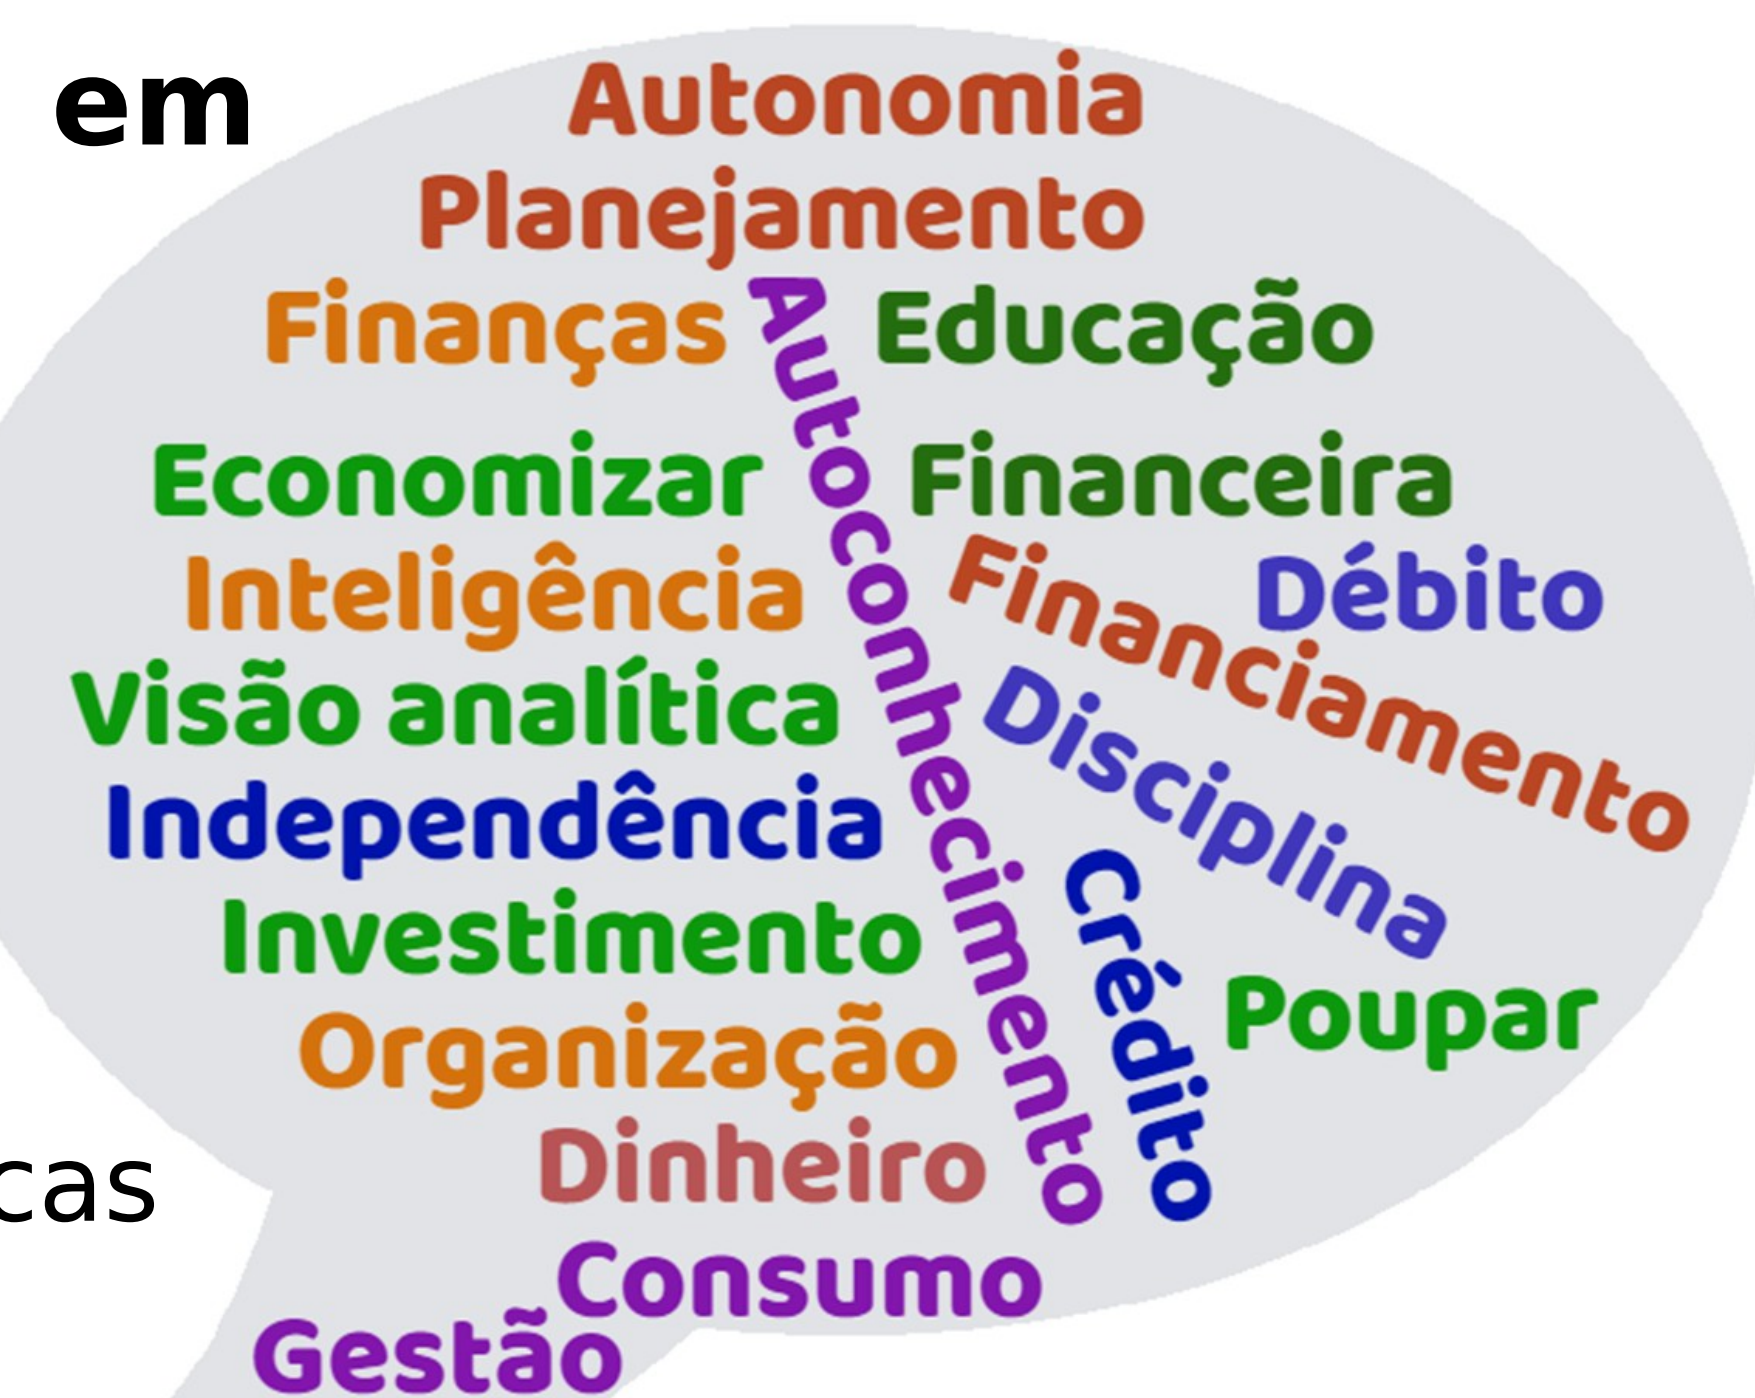 em
Autonomia
Planejamento
Finanças
Autoconhecimento
Educação
Economizar
Financeira
Inteligência
Financiamento
Débito
Visão analítica
Disciplina
Independência
Crédito
Investimento
Poupar
Organização
Dinheiro
cas
Consumo
Gestão